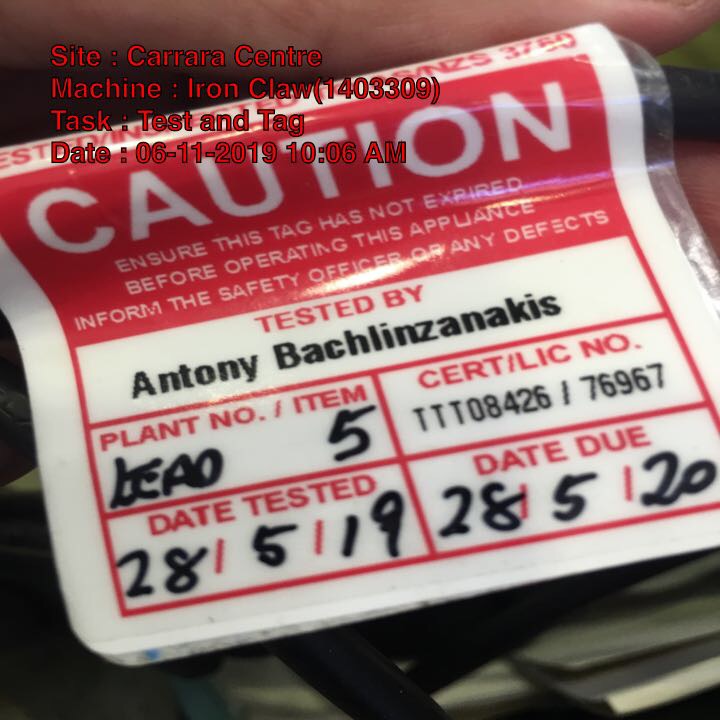 Site : Carrara Centre
Machine : Iron Claw(1403309)
Task : Test and Tag
Date : 06-11-2019 10:06 AM
CAUTION
ENSURE THIS TAG HAS NOT EXPIRED
BEFORE OPERATING THIS APPLIANCE
INFORM THE SAFETY OFFICER OF ANY DEFECTS
TESTED BY
Antony Bachlinzanakis
PLANT NO. / ITEM
LEAD 5
CERT/LIC NO.
TTT08426 / 76967
DATE TESTED
28/5/19
DATE DUE
28/5/20